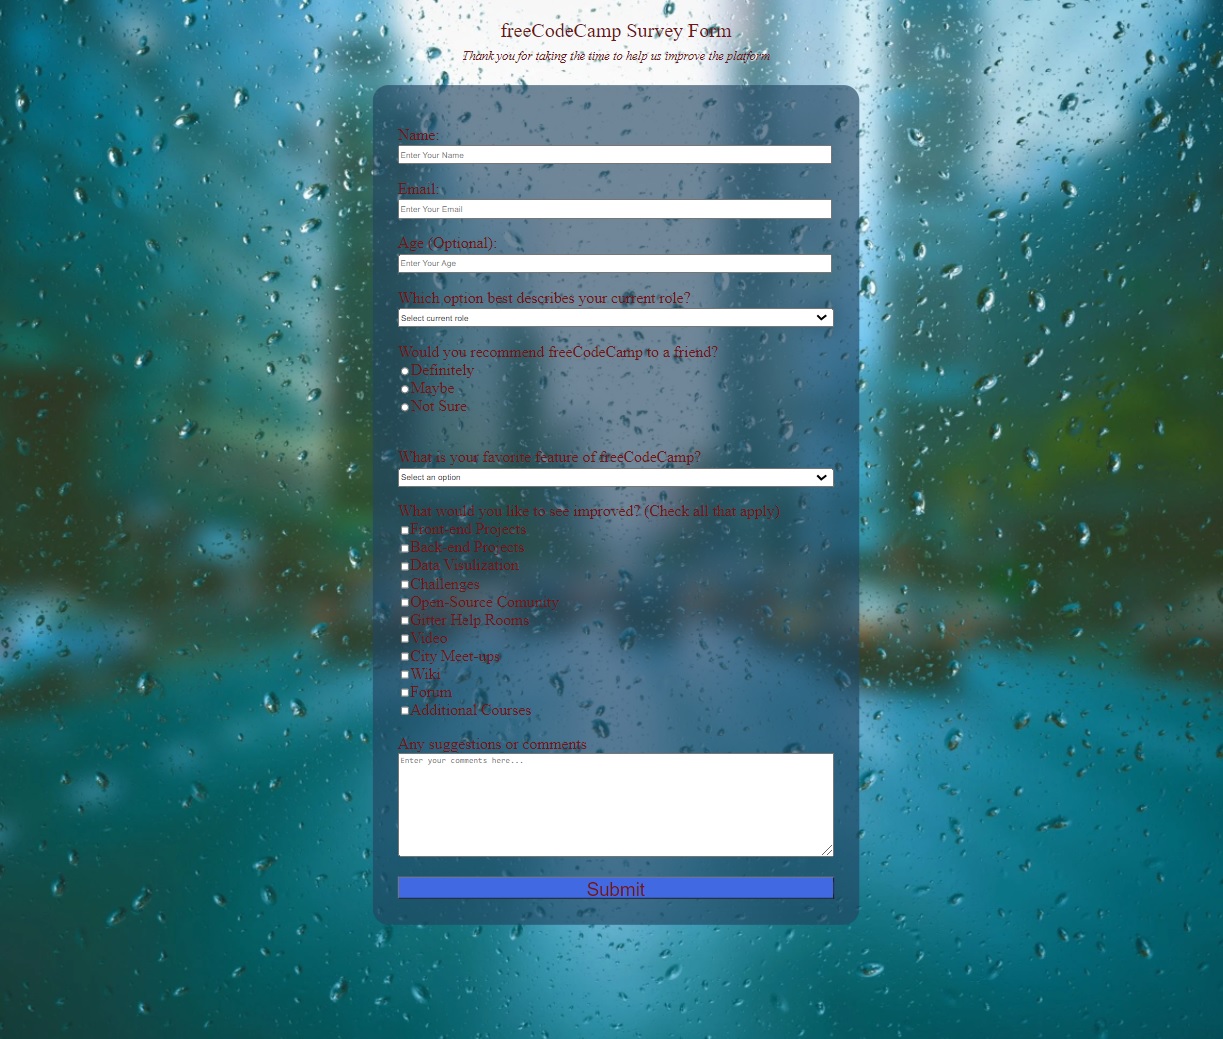 freeCodeCamp Survey Form
Thank you for taking the time to help us improve the platform
Name:
Enter Your Name
Email:
Enter Your Email
Age (Optional):
Enter Your Age
Which option best describes your current role?
Select current role
Would you recommend freeCodeCamp to a friend?
Definitely
Maybe
Not Sure
What is your favorite feature of freeCodeCamp?
Select an option
What would you like to see improved? (Check all that apply)
Front-end Projects
Back-end Projects
Data Visulization
Challenges
Open-Source Comunity
Gitter Help Rooms
Video
City Meet-ups
Wiki
Forum
Additional Courses
Any suggestions or comments
Enter your comments here...
Submit